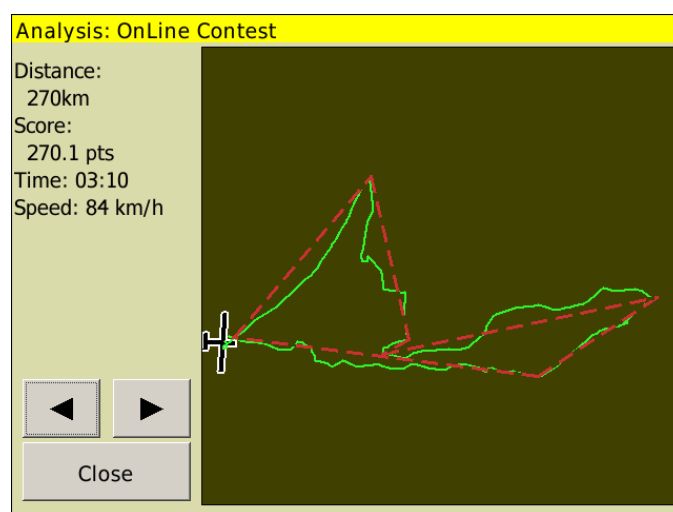 Analysis: OnLine Contest
Distance:
270km
Score:
270.1 pts
Time: 03:10
Speed: 84 km/h
Close